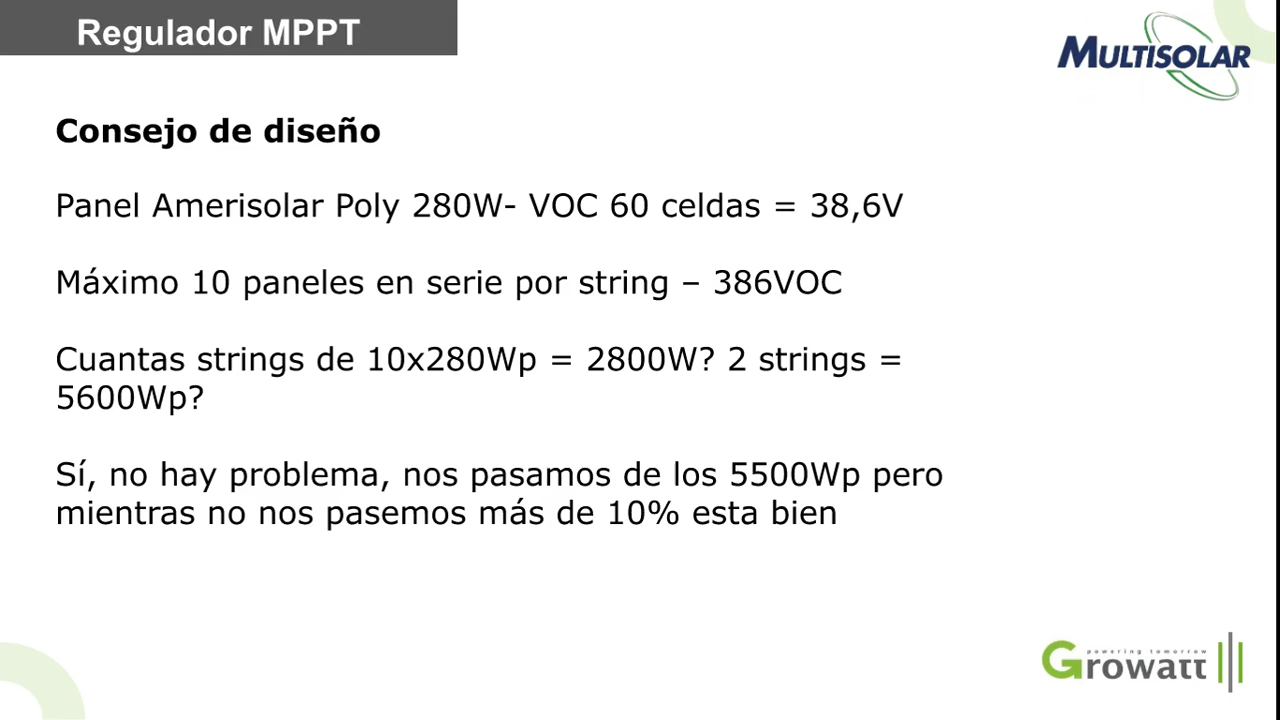 Regulador MPPT
MULTISOLAR
Consejo de diseño
Panel Amerisolar Poly 280W- VOC 60 celdas = 38,6V
Máximo 10 paneles en serie por string – 386VOC
Cuantas strings de 10x280Wp = 2800W? 2 strings =
5600Wp?
Sí, no hay problema, nos pasamos de los 5500Wp pero
mientras no nos pasemos más de 10% esta bien
powering tomorrow
Growatt